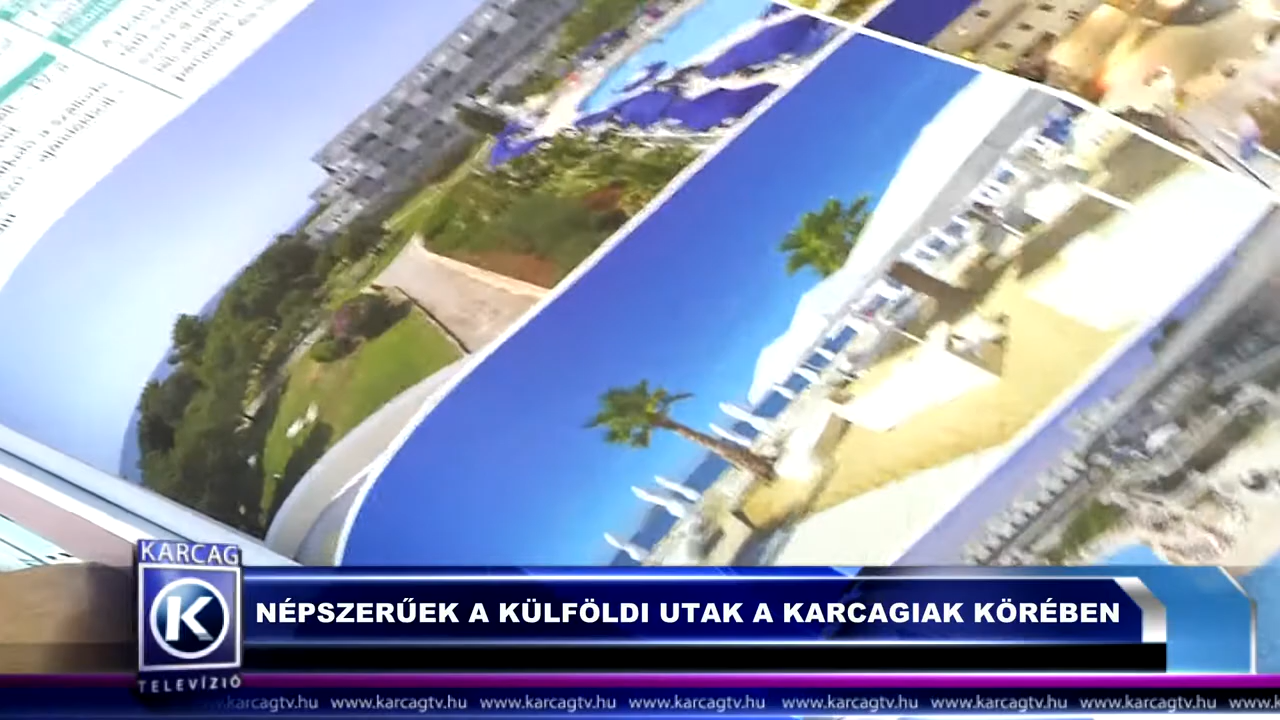 KARCAG
K
TELEVÍZIÓ
NÉPSZERŰEK A KÜLFÖLDI UTAK A KARCAGIAK KÖRÉBEN
karcagtv.hu www.karcagtv.hu www.karcagtv.hu www.karcagtv.hu www.karcagtv.hu www.karcagtv.hu www.karcagtv.hu